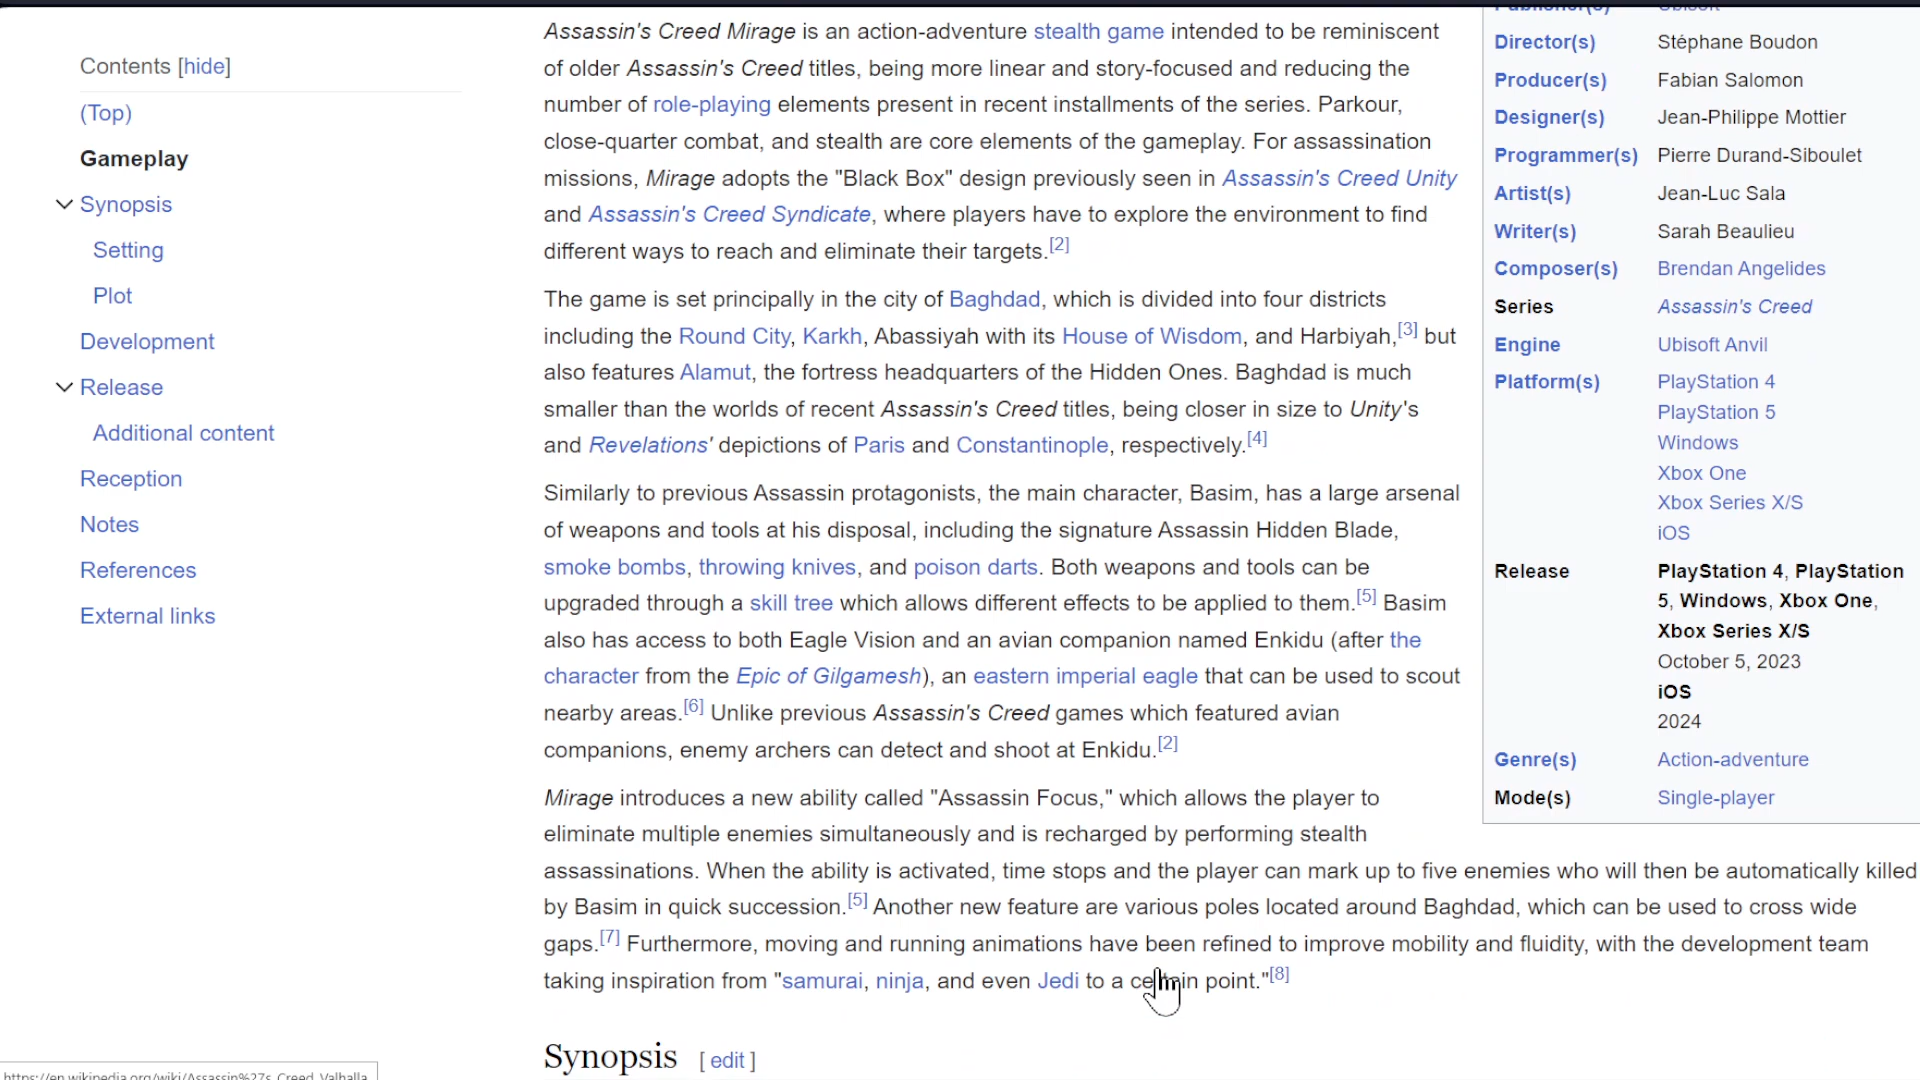 Contents [hide]
(Top)
Gameplay
Synopsis
Setting
Plot
Development
Release
Additional content
Reception
Notes
References
External links
Assassin's Creed Mirage is an action-adventure stealth game intended to be reminiscent
of older Assassin's Creed titles, being more linear and story-focused and reducing the
number of role-playing elements present in recent installments of the series. Parkour,
close-quarter combat, and stealth are core elements of the gameplay. For assassination
missions, Mirage adopts the "Black Box" design previously seen in Assassin's Creed Unity
and Assassin's Creed Syndicate, where players have to explore the environment to find
different ways to reach and eliminate their targets.[2]
The game is set principally in the city of Baghdad, which is divided into four districts
including the Round City, Karkh, Abassiyah with its House of Wisdom, and Harbiyah,[3] but
also features Alamut, the fortress headquarters of the Hidden Ones. Baghdad is much
smaller than the worlds of recent Assassin's Creed titles, being closer in size to Unity's
and Revelations' depictions of Paris and Constantinople, respectively.[4]
Similarly to previous Assassin protagonists, the main character, Basim, has a large arsenal
of weapons and tools at his disposal, including the signature Assassin Hidden Blade,
smoke bombs, throwing knives, and poison darts. Both weapons and tools can be
upgraded through a skill tree which allows different effects to be applied to them.[5] Basim
also has access to both Eagle Vision and an avian companion named Enkidu (after the
character from the Epic of Gilgamesh), an eastern imperial eagle that can be used to scout
nearby areas.[6] Unlike previous Assassin's Creed games which featured avian
companions, enemy archers can detect and shoot at Enkidu.[2]
Mirage introduces a new ability called "Assassin Focus," which allows the player to
eliminate multiple enemies simultaneously and is recharged by performing stealth
assassinations. When the ability is activated, time stops and the player can mark up to five enemies who will then be automatically killed
by Basim in quick succession.[5] Another new feature are various poles located around Baghdad, which can be used to cross wide
gaps.[7] Furthermore, moving and running animations have been refined to improve mobility and fluidity, with the development team
taking inspiration from "samurai, ninja, and even Jedi to a certain point."[8]
Synopsis [ edit ]
Publisher(s) Ubisoft
Director(s) Stéphane Boudon
Producer(s) Fabian Salomon
Designer(s) Jean-Philippe Mottier
Programmer(s) Pierre Durand-Siboulet
Artist(s) Jean-Luc Sala
Writer(s) Sarah Beaulieu
Composer(s) Brendan Angelides
Series Assassin's Creed
Engine Ubisoft Anvil
Platform(s) PlayStation 4
PlayStation 5
Windows
Xbox One
Xbox Series X/S
iOS
Release PlayStation 4, PlayStation
5, Windows, Xbox One,
Xbox Series X/S
October 5, 2023
iOS
2024
Genre(s) Action-adventure
Mode(s) Single-player
https://en.wikipedia.org/wiki/Assassin%27s_Creed_Valhalla